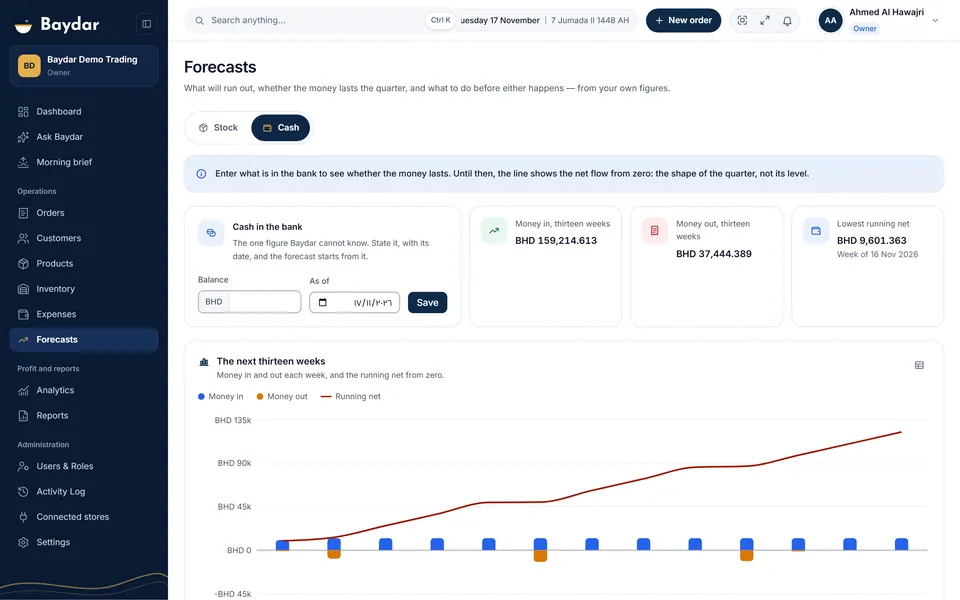 Baydar
BD
Baydar Demo Trading
Owner
Dashboard
Ask Baydar
Morning brief
Operations
Orders
Customers
Products
Inventory
Expenses
Forecasts
Profit and reports
Analytics
Reports
Administration
Users & Roles
Activity Log
Connected stores
Settings
Search anything...
Ctrl K
uesday 17 November
7 Jumada II 1448 AH
+ New order
AA
Ahmed Al Hawajri
Owner
Forecasts
What will run out, whether the money lasts the quarter, and what to do before either happens — from your own figures.
Stock
Cash
Enter what is in the bank to see whether the money lasts. Until then, the line shows the net flow from zero: the shape of the quarter, not its level.
Cash in the bank
The one figure Baydar cannot know. State it, with its
date, and the forecast starts from it.
Balance
As of
BHD
١٧/١١/٢٠٢٦
Save
Money in, thirteen weeks
BHD 159,214.613
Money out, thirteen
weeks
BHD 37,444.389
Lowest running net
BHD 9,601.363
Week of 16 Nov 2026
The next thirteen weeks
Money in and out each week, and the running net from zero.
Money in
Money out
Running net
BHD 135k
BHD 90k
BHD 45k
BHD 0
-BHD 45k